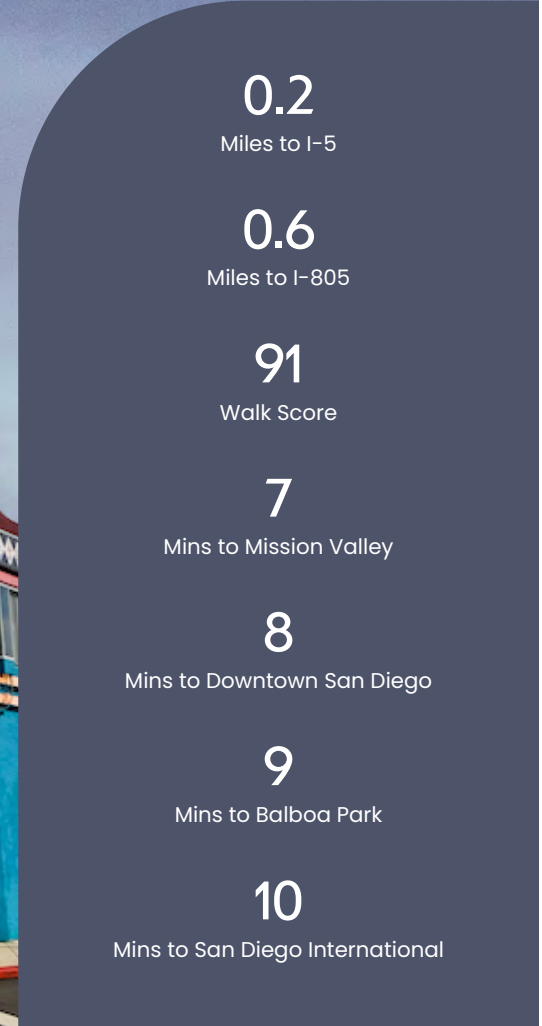 0.2
Miles to I-5
0.6
Miles to I-805
91
Walk Score
7
Mins to Mission Valley
8
Mins to Downtown San Diego
9
Mins to Balboa Park
10
Mins to San Diego International